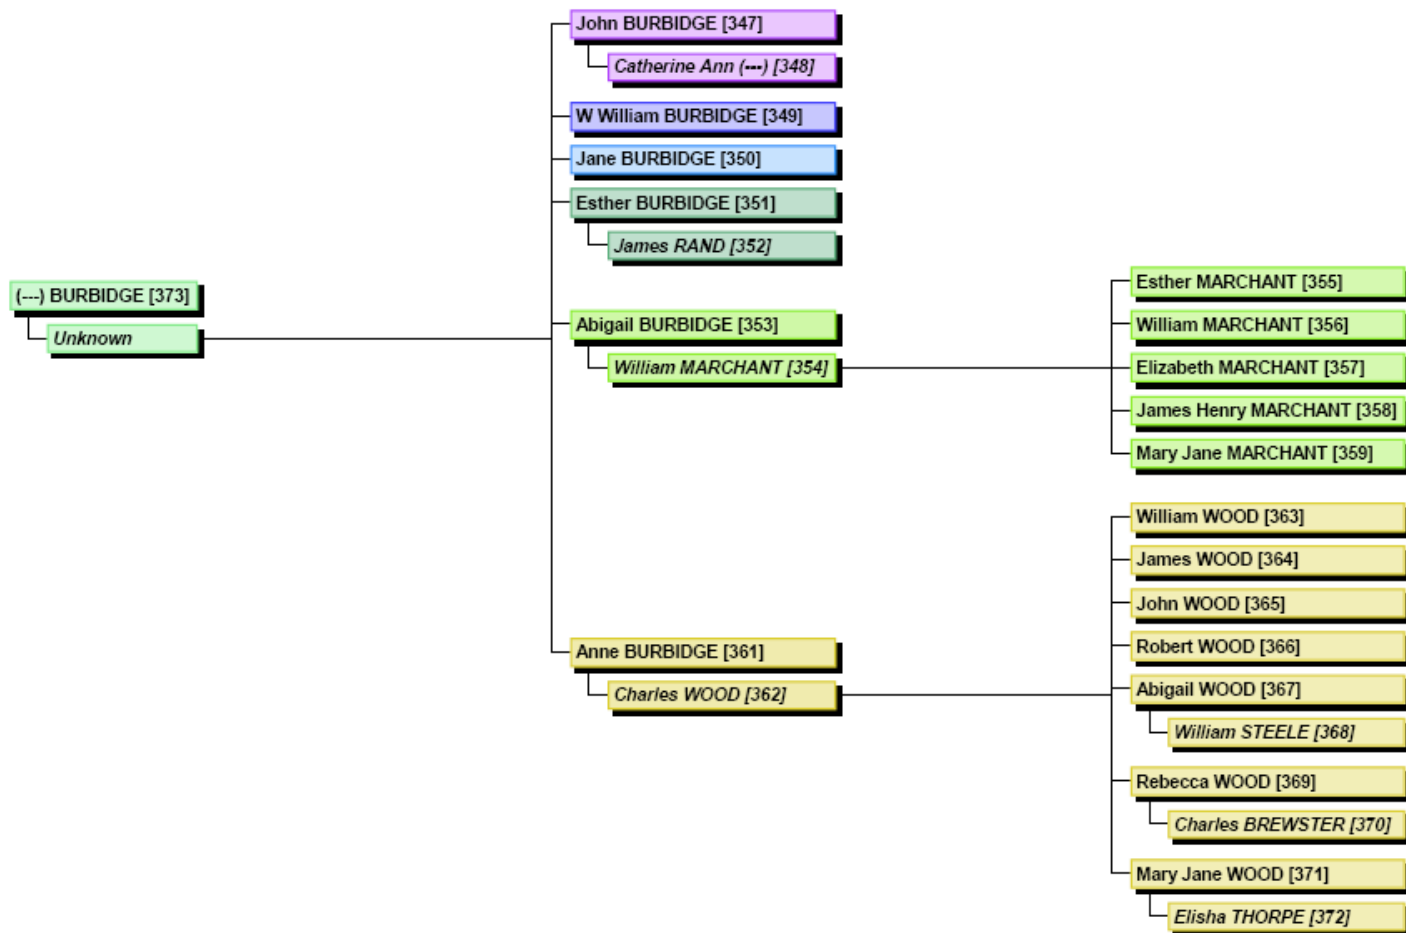 (---) BURBIDGE [373]
Unknown
John BURBIDGE [347]
Catherine Ann (---) [348]
W William BURBIDGE [349]
Jane BURBIDGE [350]
Esther BURBIDGE [351]
James RAND [352]
Abigail BURBIDGE [353]
William MARCHANT [354]
Esther MARCHANT [355]
William MARCHANT [356]
Elizabeth MARCHANT [357]
James Henry MARCHANT [358]
Mary Jane MARCHANT [359]
Anne BURBIDGE [361]
Charles WOOD [362]
William WOOD [363]
James WOOD [364]
John WOOD [365]
Robert WOOD [366]
Abigail WOOD [367]
William STEELE [368]
Rebecca WOOD [369]
Charles BREWSTER [370]
Mary Jane WOOD [371]
Elisha THORPE [372]